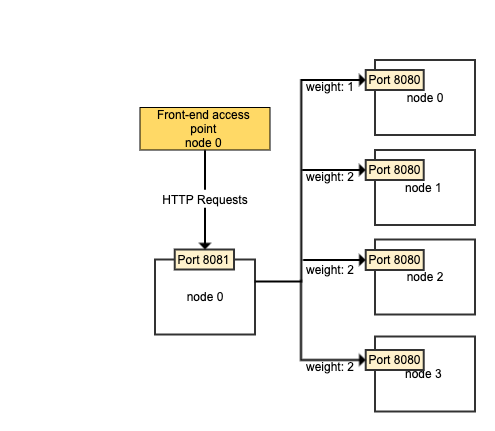 Port 8080
weight: 1
node 0
Front-end access
point
node 0
Port 8080
weight: 2
node 1
HTTP Requests
Port 8081
node 0
Port 8080
weight: 2
node 2
Port 8080
weight: 2
node 3